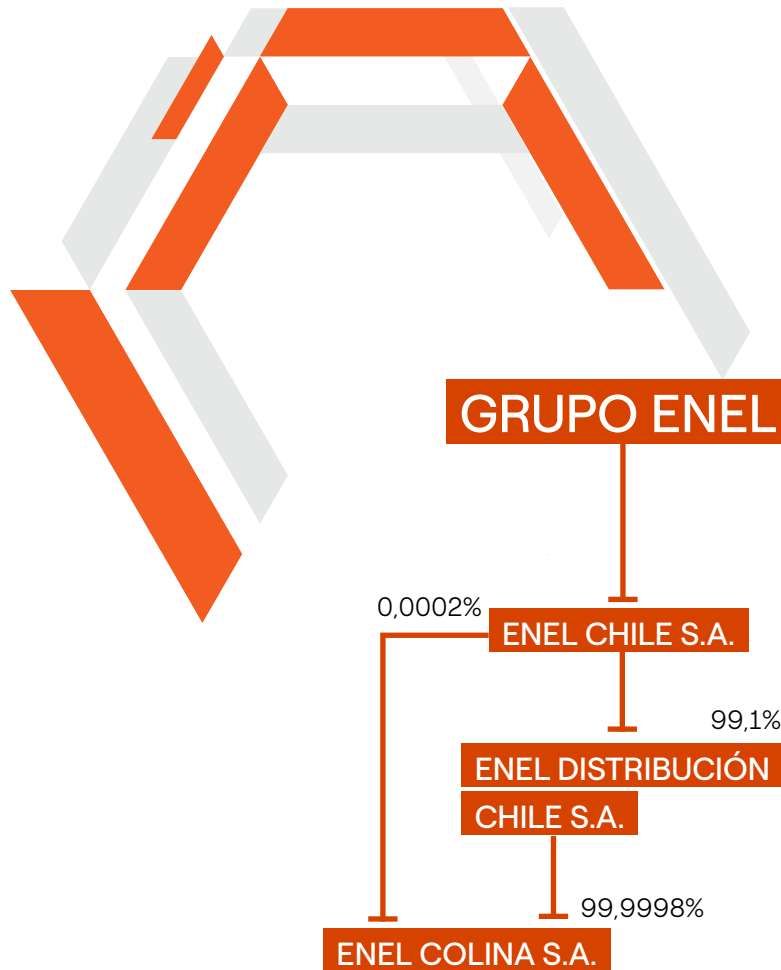 GRUPO ENEL
0,0002%
ENEL CHILE S.A.
99,1%
ENEL DISTRIBUCIÓN
CHILE S.A.
99,9998%
ENEL COLINA S.A.